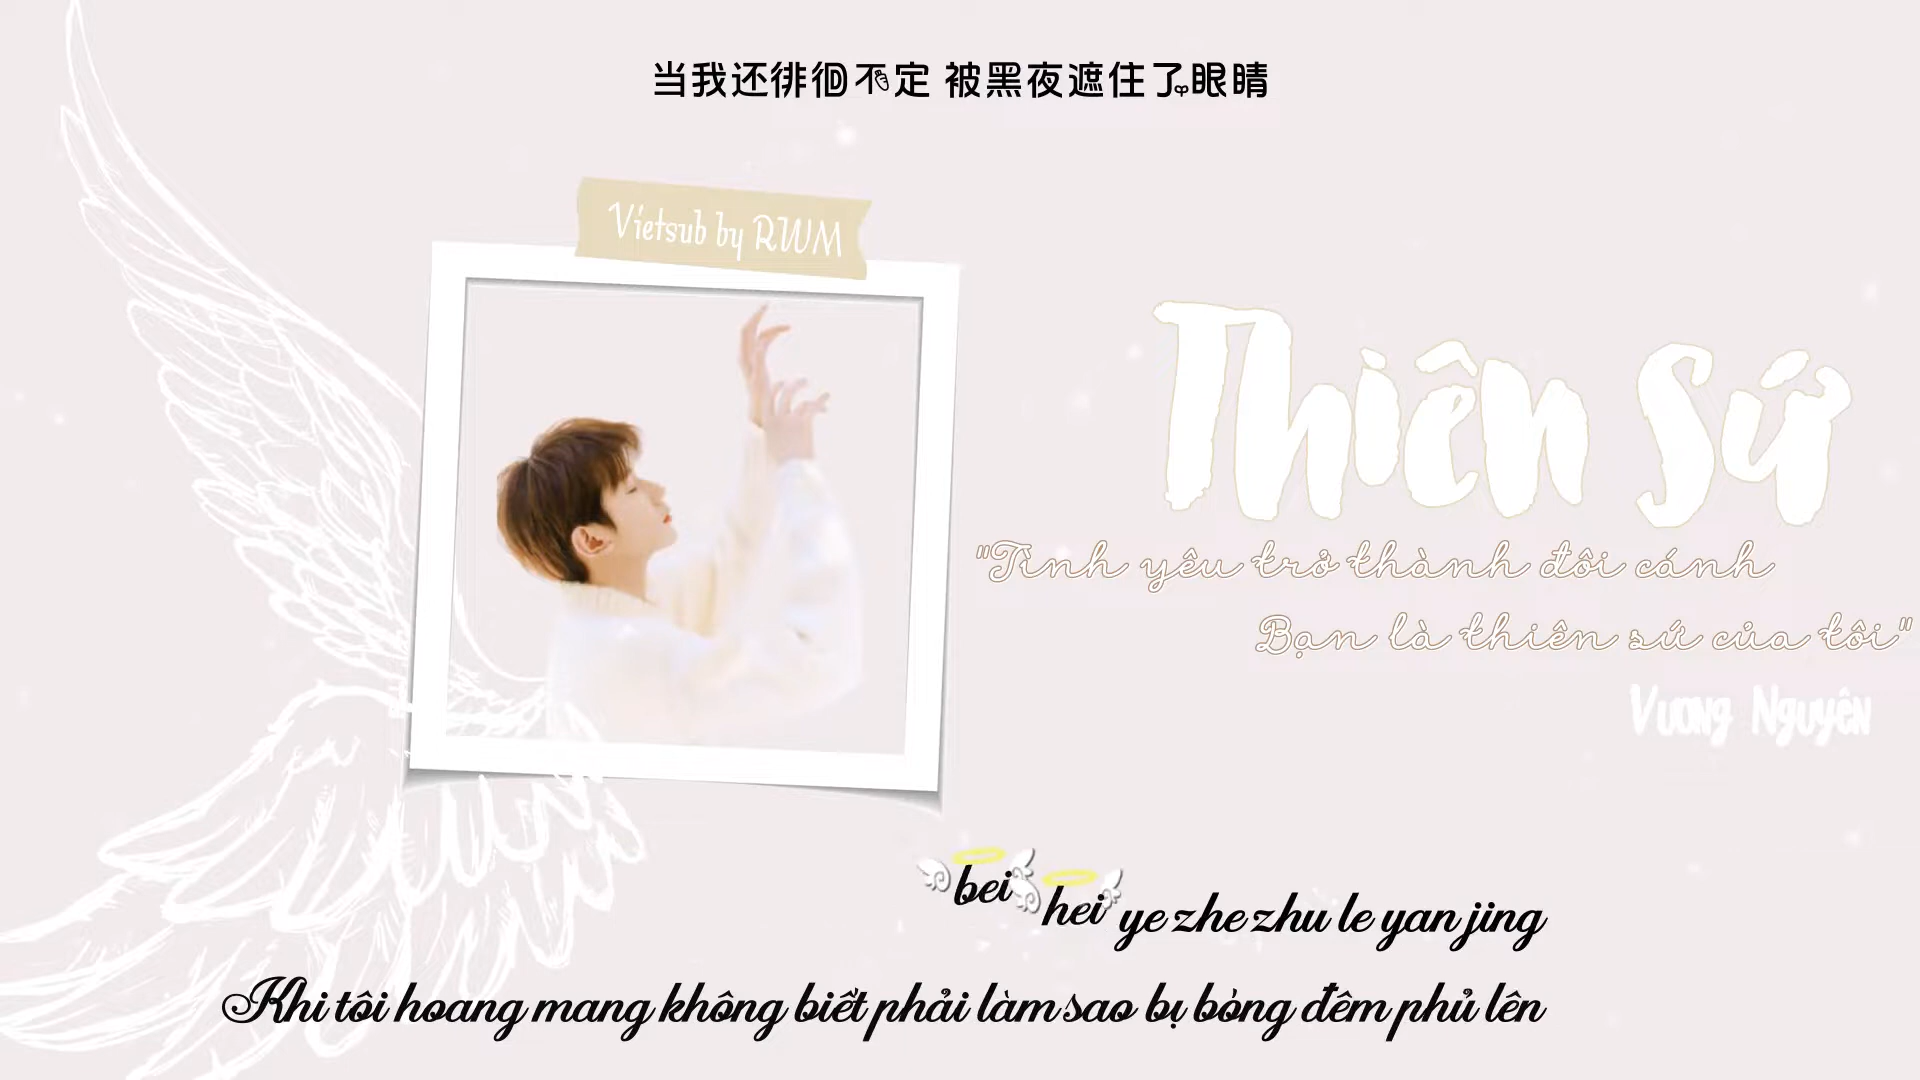 当我还徘徊不定 被黑夜遮住了眼睛
Vietsub by RWM
Thiên Sứ
"Tình yêu trở thành đôi cánh
Bạn là thiên sứ của tôi"
Vương Nguyên
bei hei ye zhe zhu le yan jing
Khi tôi hoang mang không biết phải làm sao bị bóng đêm phủ lên